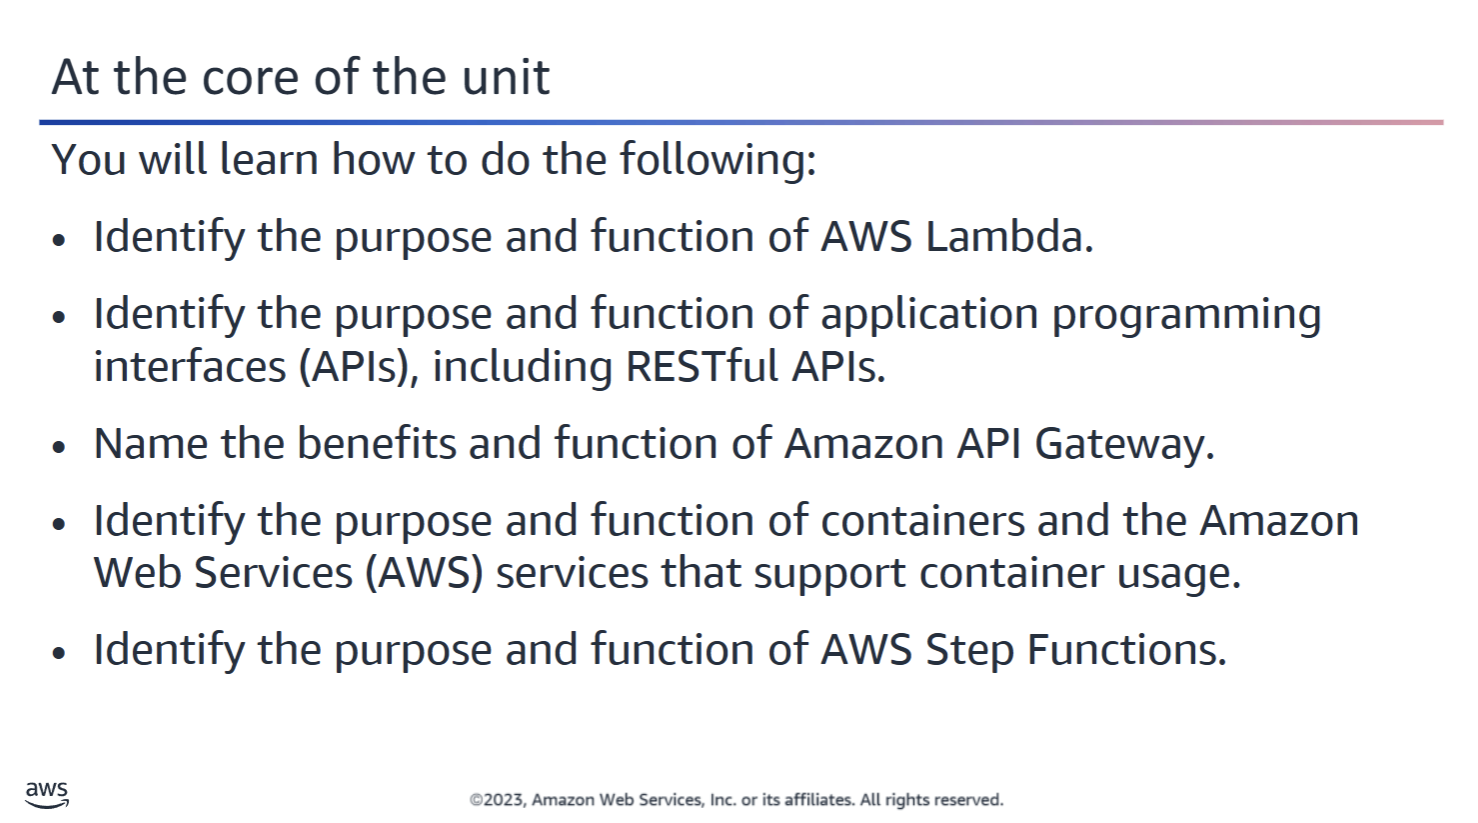 At the core of the unit
You will learn how to do the following:
• Identify the purpose and function of AWS Lambda.
• Identify the purpose and function of application programming
interfaces (APIs), including RESTful APIs.
• Name the benefits and function of Amazon API Gateway.
• Identify the purpose and function of containers and the Amazon
Web Services (AWS) services that support container usage.
• Identify the purpose and function of AWS Step Functions.
aws
©2023, Amazon Web Services, Inc. or its affiliates. All rights reserved.